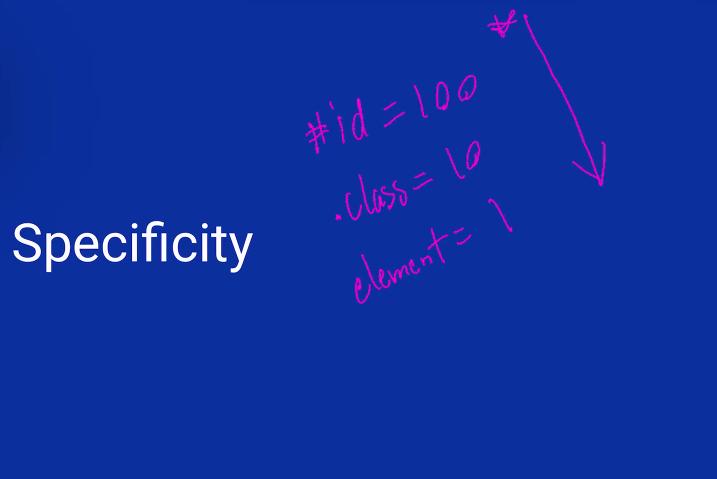 #id = 100
.class = 10
element = 1
Specificity